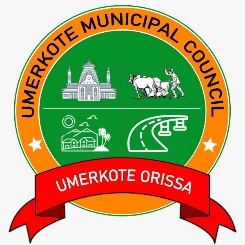 UMERKOTE MUNICIPAL COUNCIL
UMERKOTE ORISSA